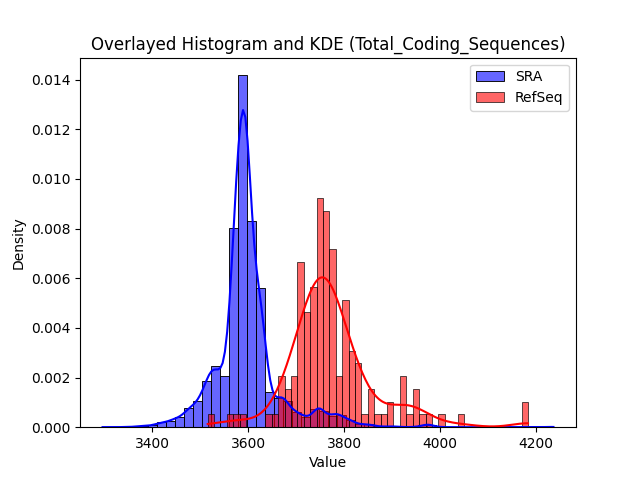 Overlayed Histogram and KDE (Total_Coding_Sequences)
SRA
RefSeq
0.014
0.012
0.010
0.008
0.006
0.004
0.002
0.000
Density
3400 3600 3800 4000 4200
Value